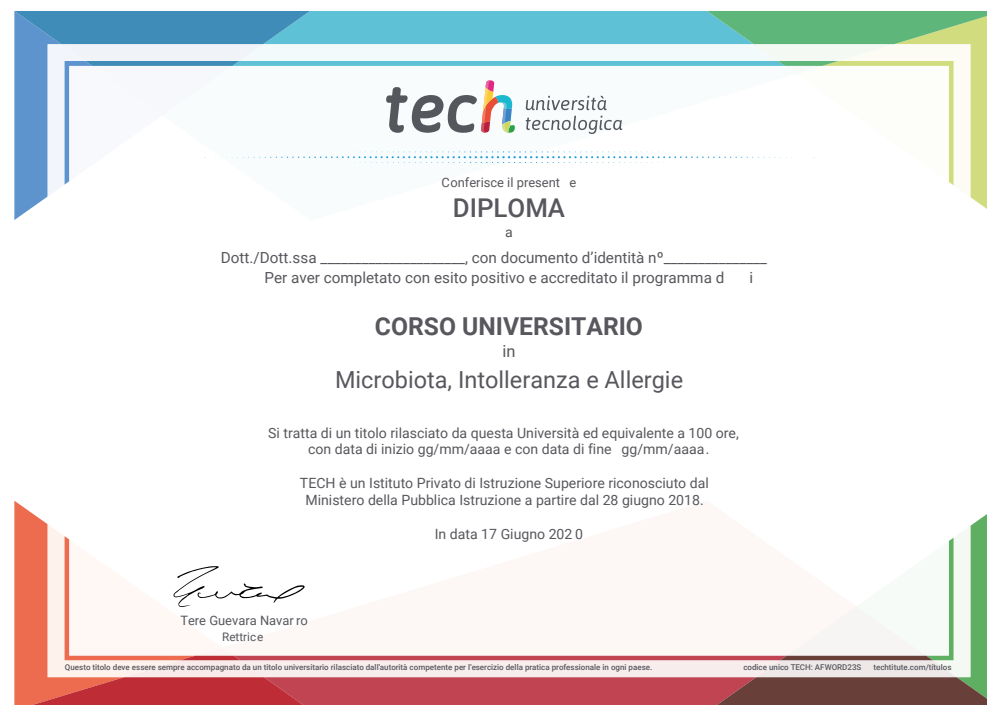 tech università
tecnologica
Conferisce il present e
DIPLOMA
a
Dott./Dott.ssa _____________________, con documento d'identità nº_______________
Per aver completato con esito positivo e accreditato il programma d i
CORSO UNIVERSITARIO
in
Microbiota, Intolleranza e Allergie
Si tratta di un titolo rilasciato da questa Università ed equivalente a 100 ore,
con data di inizio gg/mm/aaaa e con data di fine gg/mm/aaaa.
TECH è un Istituto Privato di Istruzione Superiore riconosciuto dal
Ministero della Pubblica Istruzione a partire dal 28 giugno 2018.
In data 17 Giugno 202 0
Tere Guevara Navar ro
Rettrice
Questo titolo deve essere sempre accompagnato da un titolo universitario rilasciato dall'autorità competente per l'esercizio della pratica professionale in ogni paese. codice unico TECH: AFWORD23S techtitute.com/titulos